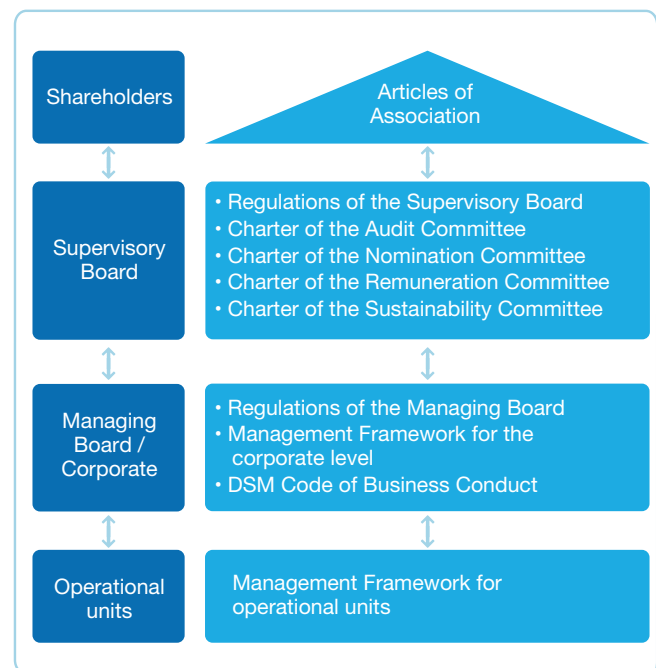 Shareholders
Articles of
Association
Supervisory
Board
• Regulations of the Supervisory Board
• Charter of the Audit Committee
• Charter of the Nomination Committee
• Charter of the Remuneration Committee
• Charter of the Sustainability Committee
Managing
Board /
Corporate
• Regulations of the Managing Board
• Management Framework for the
corporate level
• DSM Code of Business Conduct
Operational
units
Management Framework for
operational units